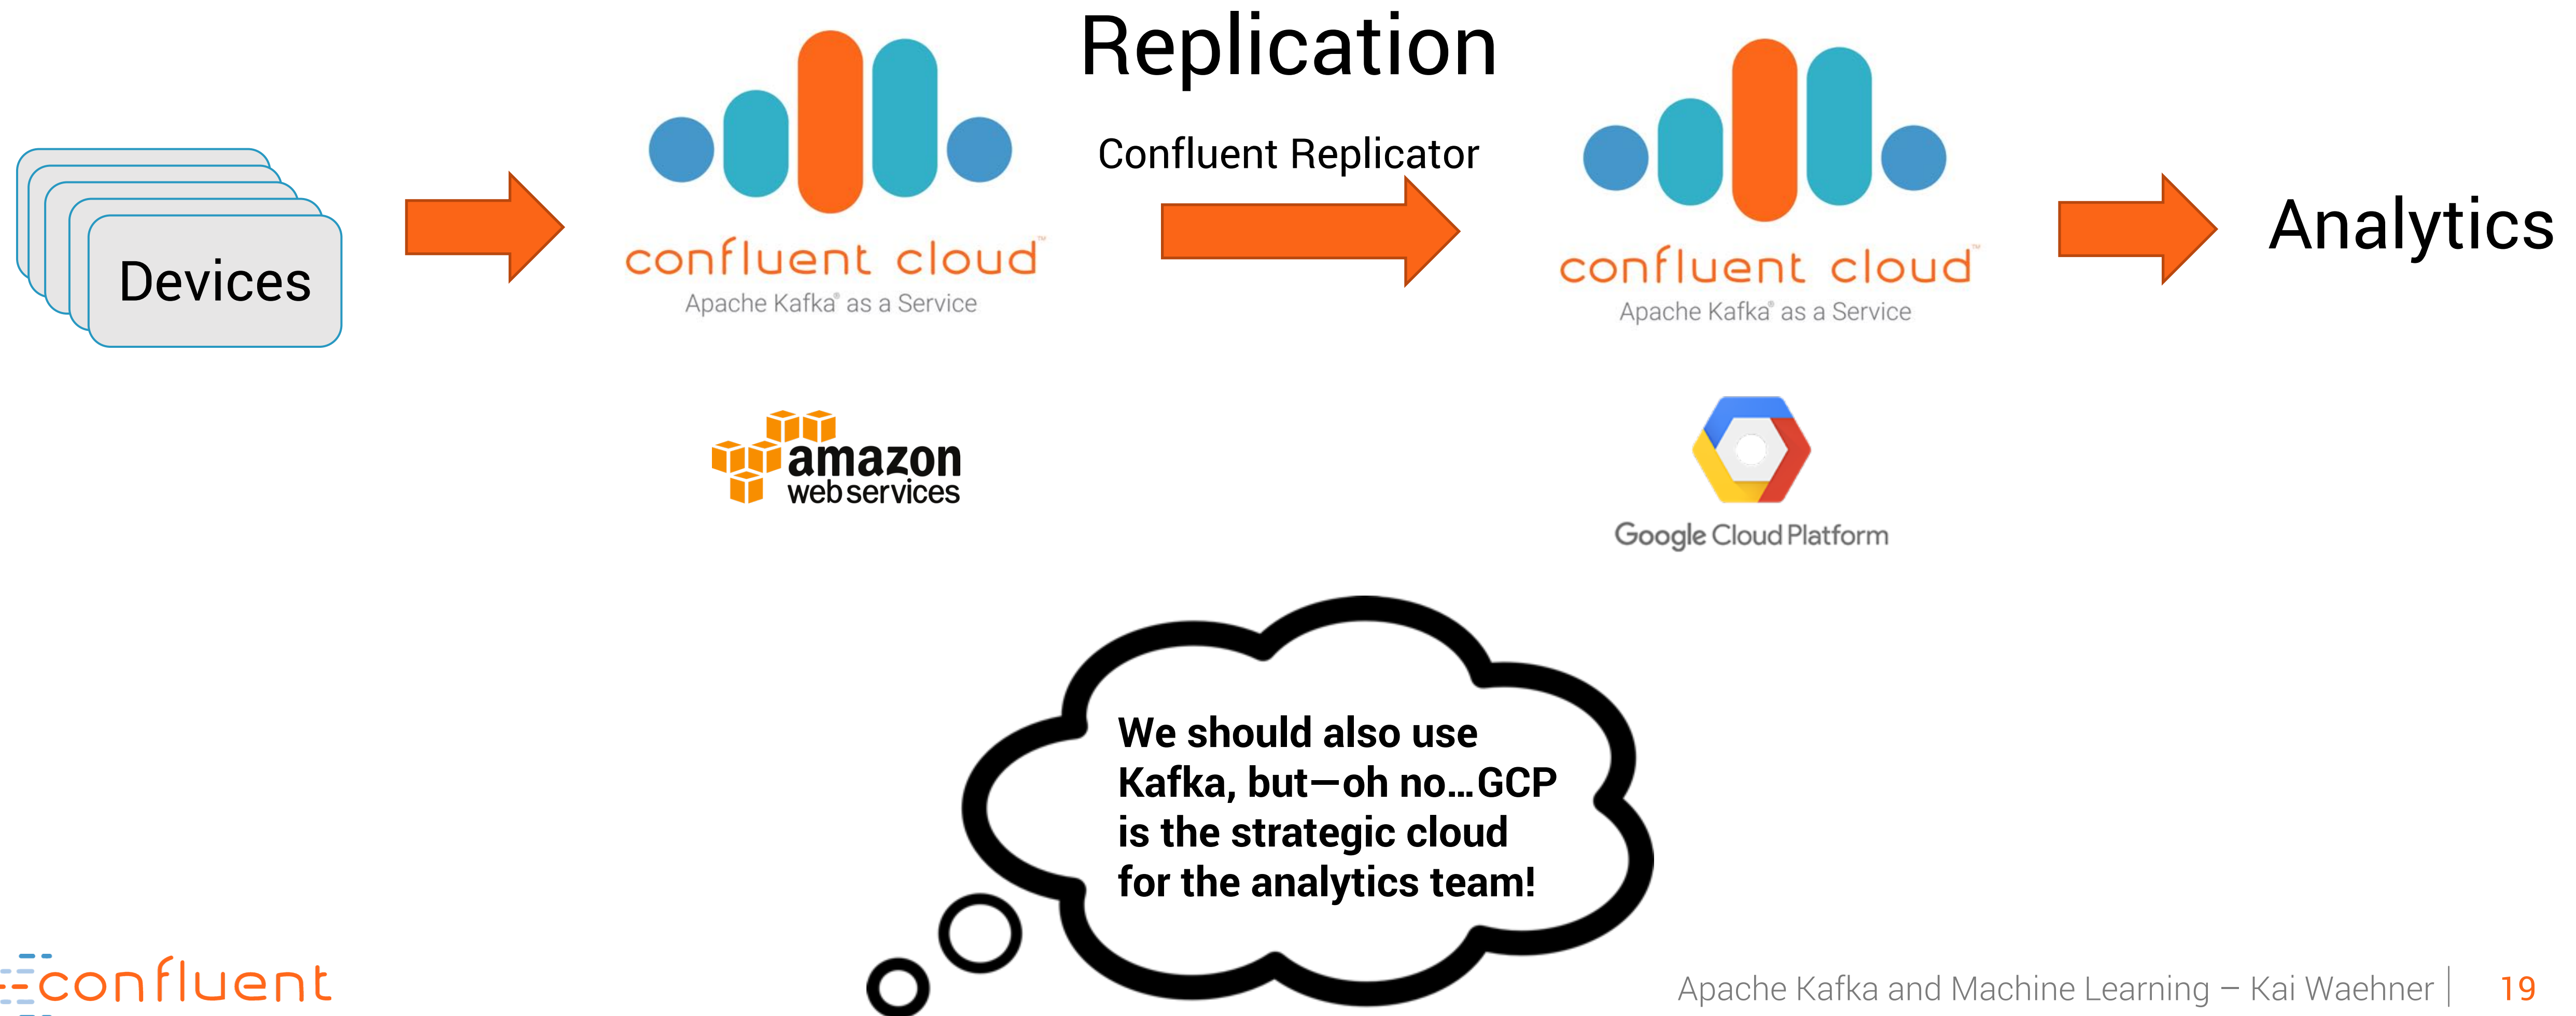 Replication
Confluent Replicator
Devices
confluent cloud™
Apache Kafka® as a Service
confluent cloud™
Apache Kafka® as a Service
Analytics
amazon
web services
Google Cloud Platform
We should also use
Kafka, but—oh no...GCP
is the strategic cloud
for the analytics team!
confluent
Apache Kafka and Machine Learning – Kai Waehner | 19